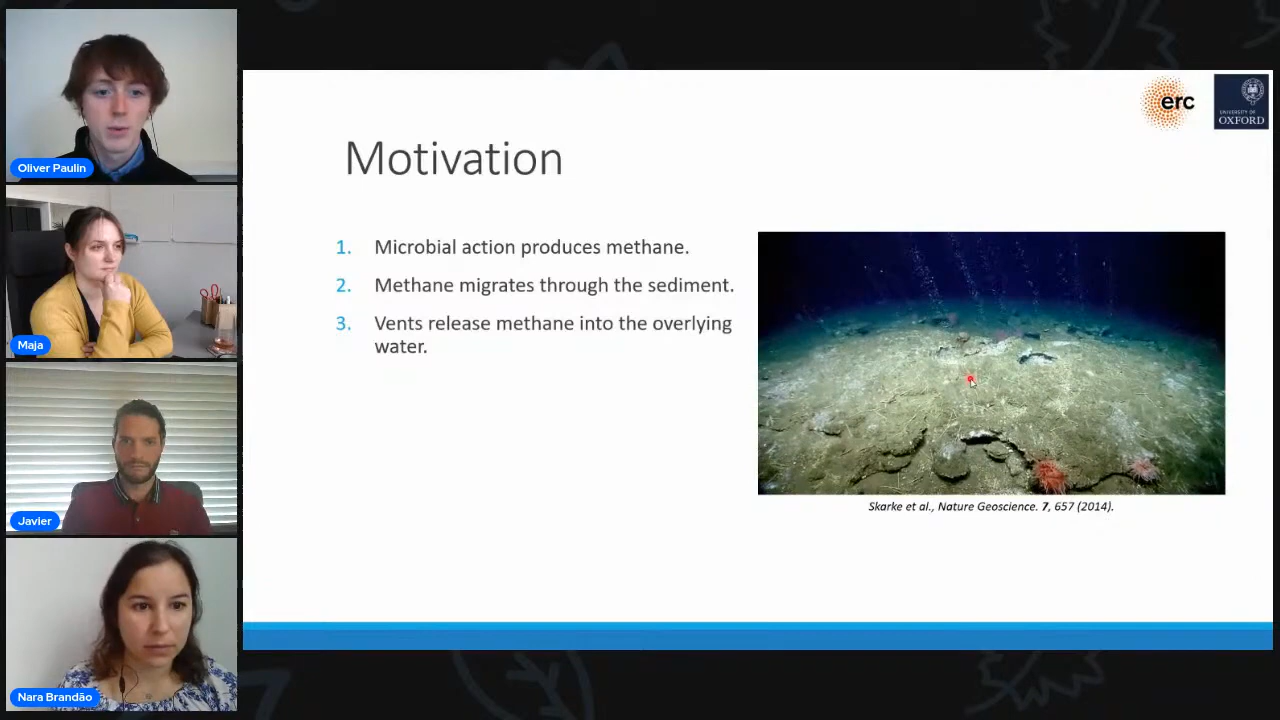 Oliver Paulin
Maja
Javier
Nara Brandão
erc
UNIVERSITY OF
OXFORD
Motivation
1. Microbial action produces methane.
2. Methane migrates through the sediment.
3. Vents release methane into the overlying
water.
Skarke et al., Nature Geoscience. 7, 657 (2014).